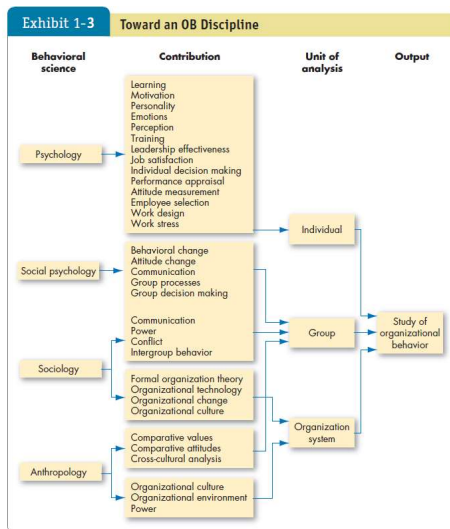 Exhibit 1-3 Toward an OB Discipline
Behavioral
science
Contribution
Unit of
analysis
Output
Psychology
Learning
Motivation
Personality
Emotions
Perception
Training
Leadership effectiveness
Job satisfaction
Individual decision making
Performance appraisal
Attitude measurement
Employee selection
Work design
Work stress
Social psychology
Behavioral change
Attitude change
Communication
Group processes
Group decision making
Sociology
Communication
Power
Conflict
Intergroup behavior
Formal organization theory
Organizational technology
Organizational change
Organizational culture
Anthropology
Comparative values
Comparative attitudes
Cross-cultural analysis
Organizational culture
Organizational environment
Power
Individual
Group
Organization
system
Study of
organizational
behavior